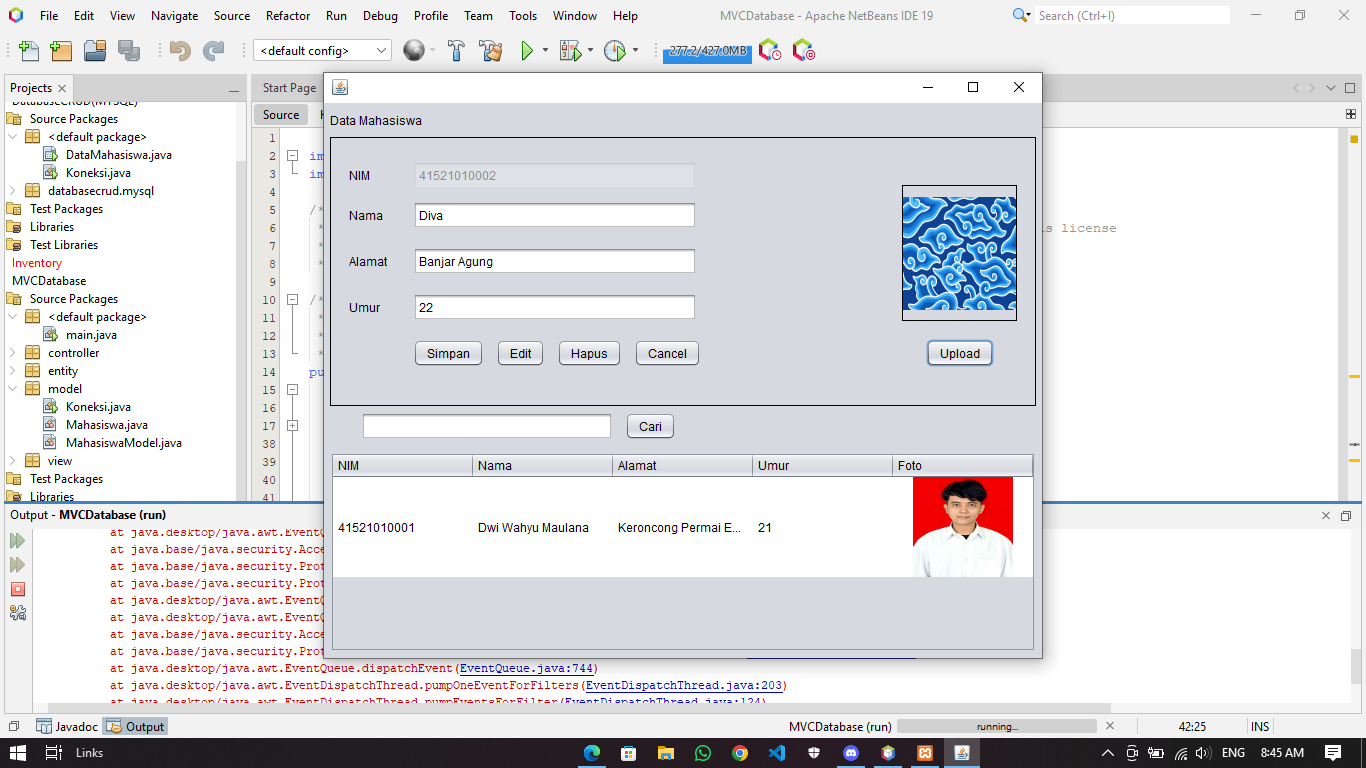 File Edit View Navigate Source Refactor Run Debug Profile Team Tools Window Help MVCDatabase - Apache NetBeans IDE 19 Search (Ctrl+I)
<default config> 277.2/427.0MB
Projects Start Page
Source
DatabaseCRUD(MYSQL)
Source Packages
<default package>
DataMahasiswa.java
Koneksi.java
databasecrud.mysql
Test Packages
Libraries
Test Libraries
Inventory
MVCDatabase
Source Packages
<default package>
main.java
controller
entity
model
Koneksi.java
Mahasiswa.java
MahasiswaModel.java
view
Test Packages
Libraries
1
2 im
3 im
4
5 /*
6 * s license
7 *
8 *
9
10 /*
11 *
12 *
13 *
14 pu
15
16
17
38
39
40
41
Data Mahasiswa
NIM 41521010002
Nama Diva
Alamat Banjar Agung
Umur 22
Simpan Edit Hapus Cancel Upload
Cari
NIM Nama Alamat Umur Foto
41521010001 Dwi Wahyu Maulana Keroncong Permai E... 21
Output - MVCDatabase (run)
at java.desktop/java.awt.EventQ
at java.base/java.security.Acce
at java.base/java.security.Prot
at java.base/java.security.Prot
at java.desktop/java.awt.EventQ
at java.desktop/java.awt.EventQ
at java.base/java.security.Acce
at java.base/java.security.Prot
at java.desktop/java.awt.EventQueue.dispatchEvent(EventQueue.java:744)
at java.desktop/java.awt.EventDispatchThread.pumpOneEventForFilters(EventDispatchThread.java:203)
at java.desktop/java.awt.EventDispatchThread.pumpEventsForFilter(EventDispatchThread.java:124)
Javadoc Output MVCDatabase (run) running... 42:25 INS
Links ENG 8:45 AM